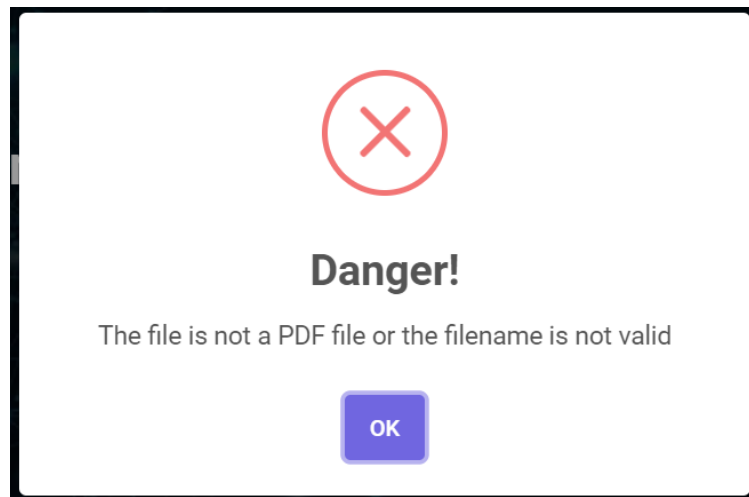 Danger!
The file is not a PDF file or the filename is not valid
OK